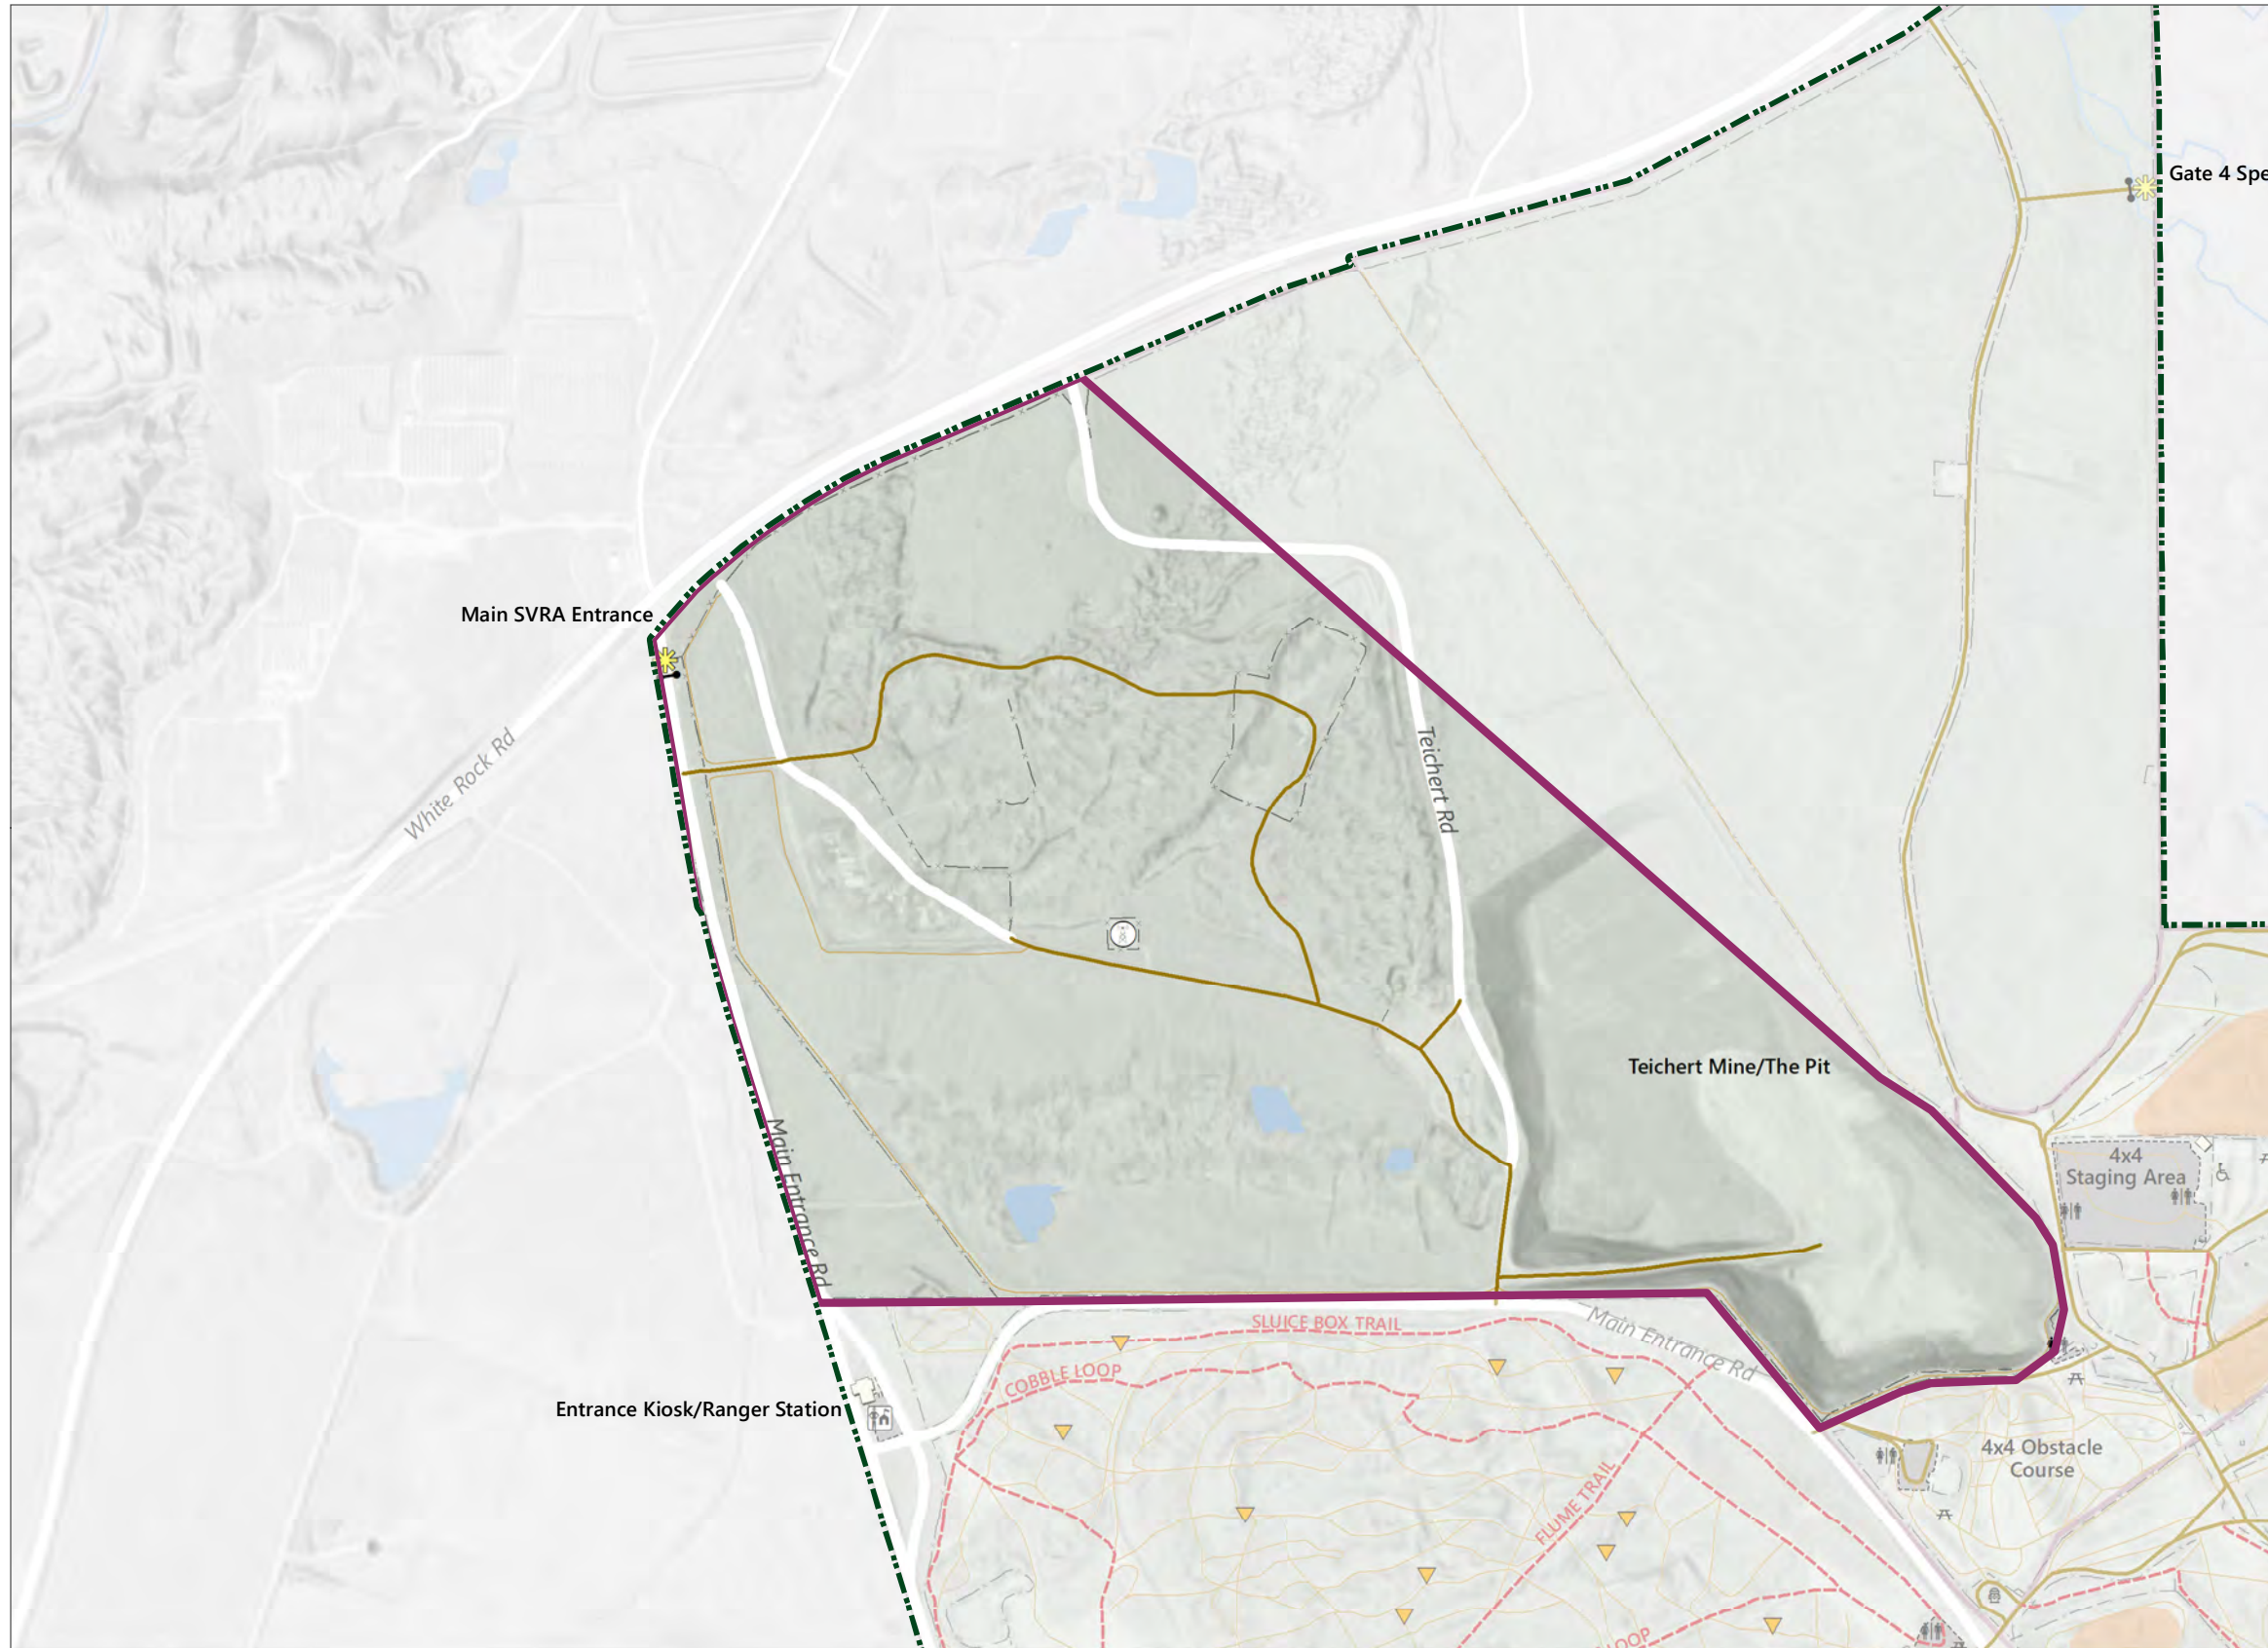 Gate 4 Spe
Main SVRA Entrance
White Rock Rd
Teichert Rd
Teichert Mine/The Pit
Main Entrance Rd
4x4
Staging Area
SLUICE BOX TRAIL
Main Entrance Rd
COBBLE LOOP
Entrance Kiosk/Ranger Station
4x4 Obstacle
Course
FLUME TRAIL
LOOP